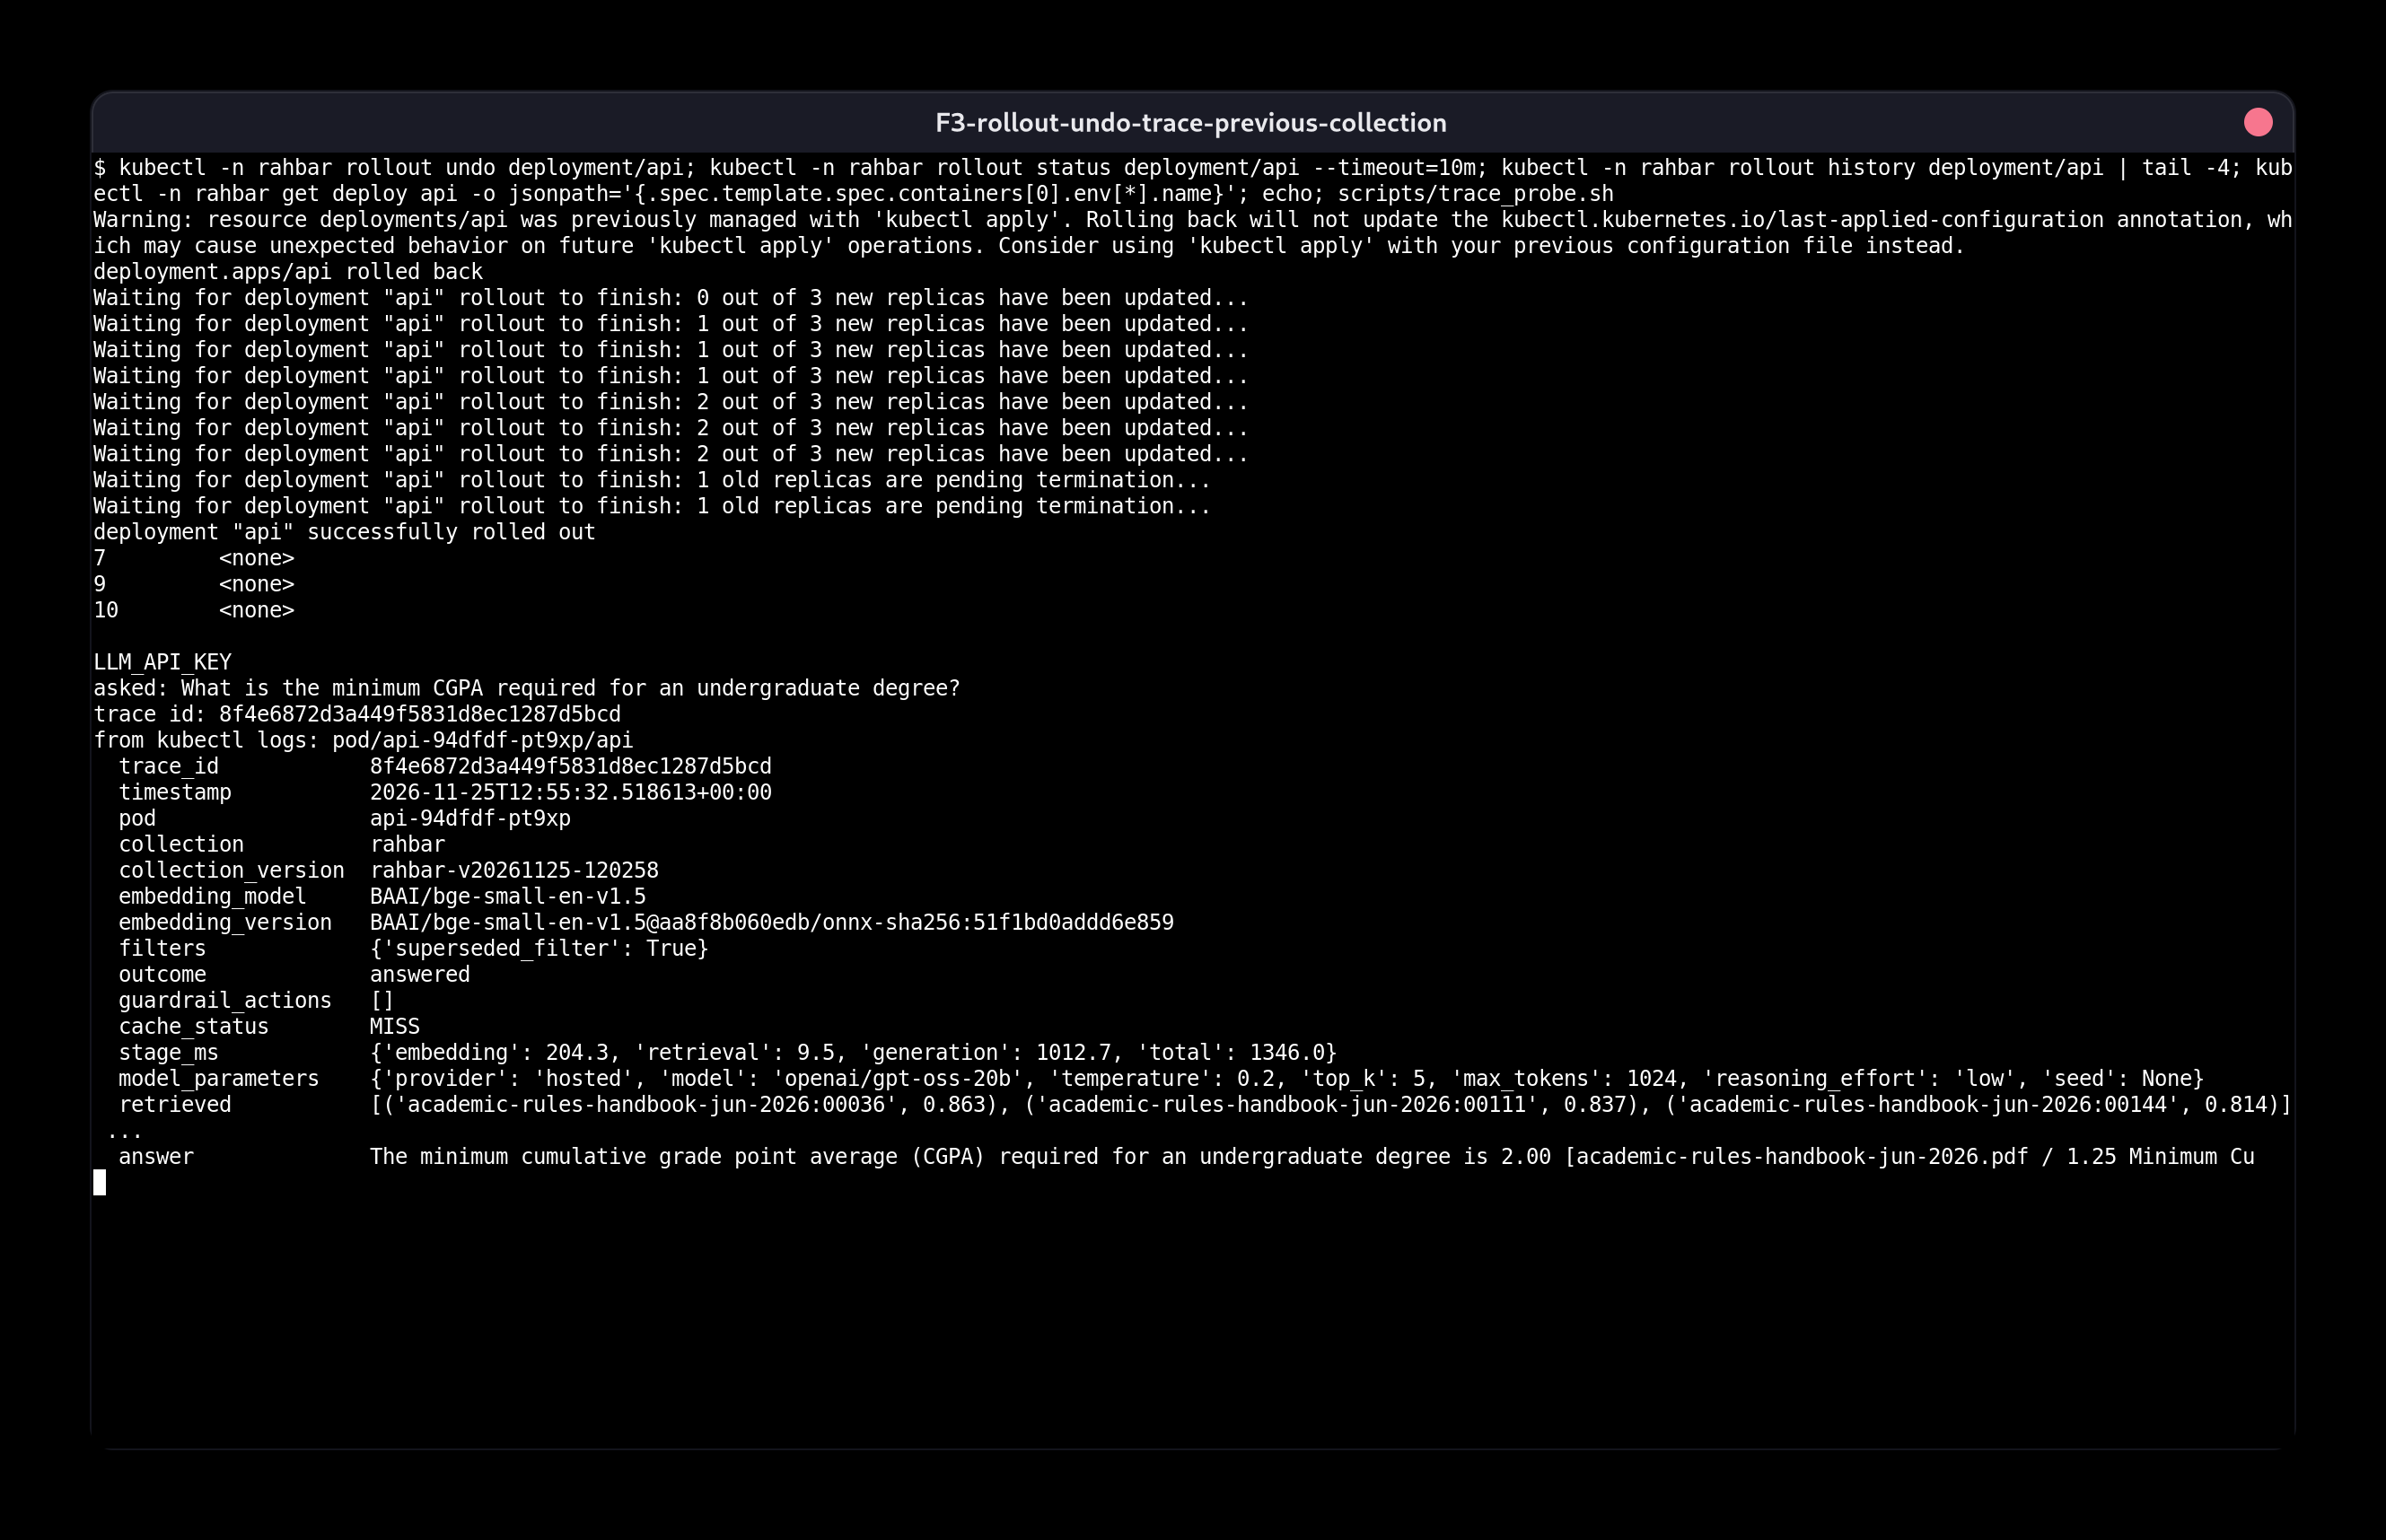 F3-rollout-undo-trace-previous-collection
$ kubectl -n rahbar rollout undo deployment/api; kubectl -n rahbar rollout status deployment/api --timeout=10m; kubectl -n rahbar rollout history deployment/api | tail -4; kub
ectl -n rahbar get deploy api -o jsonpath='{.spec.template.spec.containers[0].env[*].name}'; echo; scripts/trace_probe.sh
Warning: resource deployments/api was previously managed with 'kubectl apply'. Rolling back will not update the kubectl.kubernetes.io/last-applied-configuration annotation, wh
ich may cause unexpected behavior on future 'kubectl apply' operations. Consider using 'kubectl apply' with your previous configuration file instead.
deployment.apps/api rolled back
Waiting for deployment "api" rollout to finish: 0 out of 3 new replicas have been updated...
Waiting for deployment "api" rollout to finish: 1 out of 3 new replicas have been updated...
Waiting for deployment "api" rollout to finish: 1 out of 3 new replicas have been updated...
Waiting for deployment "api" rollout to finish: 1 out of 3 new replicas have been updated...
Waiting for deployment "api" rollout to finish: 2 out of 3 new replicas have been updated...
Waiting for deployment "api" rollout to finish: 2 out of 3 new replicas have been updated...
Waiting for deployment "api" rollout to finish: 2 out of 3 new replicas have been updated...
Waiting for deployment "api" rollout to finish: 1 old replicas are pending termination...
Waiting for deployment "api" rollout to finish: 1 old replicas are pending termination...
deployment "api" successfully rolled out
7         <none>
9         <none>
10        <none>

LLM_API_KEY
asked: What is the minimum CGPA required for an undergraduate degree?
trace id: 8f4e6872d3a449f5831d8ec1287d5bcd
from kubectl logs: pod/api-94dfdf-pt9xp/api
  trace_id            8f4e6872d3a449f5831d8ec1287d5bcd
  timestamp           2026-11-25T12:55:32.518613+00:00
  pod                 api-94dfdf-pt9xp
  collection          rahbar
  collection_version  rahbar-v20261125-120258
  embedding_model     BAAI/bge-small-en-v1.5
  embedding_version   BAAI/bge-small-en-v1.5@aa8f8b060edb/onnx-sha256:51f1bd0addd6e859
  filters             {'superseded_filter': True}
  outcome             answered
  guardrail_actions   []
  cache_status        MISS
  stage_ms            {'embedding': 204.3, 'retrieval': 9.5, 'generation': 1012.7, 'total': 1346.0}
  model_parameters    {'provider': 'hosted', 'model': 'openai/gpt-oss-20b', 'temperature': 0.2, 'top_k': 5, 'max_tokens': 1024, 'reasoning_effort': 'low', 'seed': None}
  retrieved           [('academic-rules-handbook-jun-2026:00036', 0.863), ('academic-rules-handbook-jun-2026:00111', 0.837), ('academic-rules-handbook-jun-2026:00144', 0.814)]
 ...
  answer              The minimum cumulative grade point average (CGPA) required for an undergraduate degree is 2.00 [academic-rules-handbook-jun-2026.pdf / 1.25 Minimum Cu